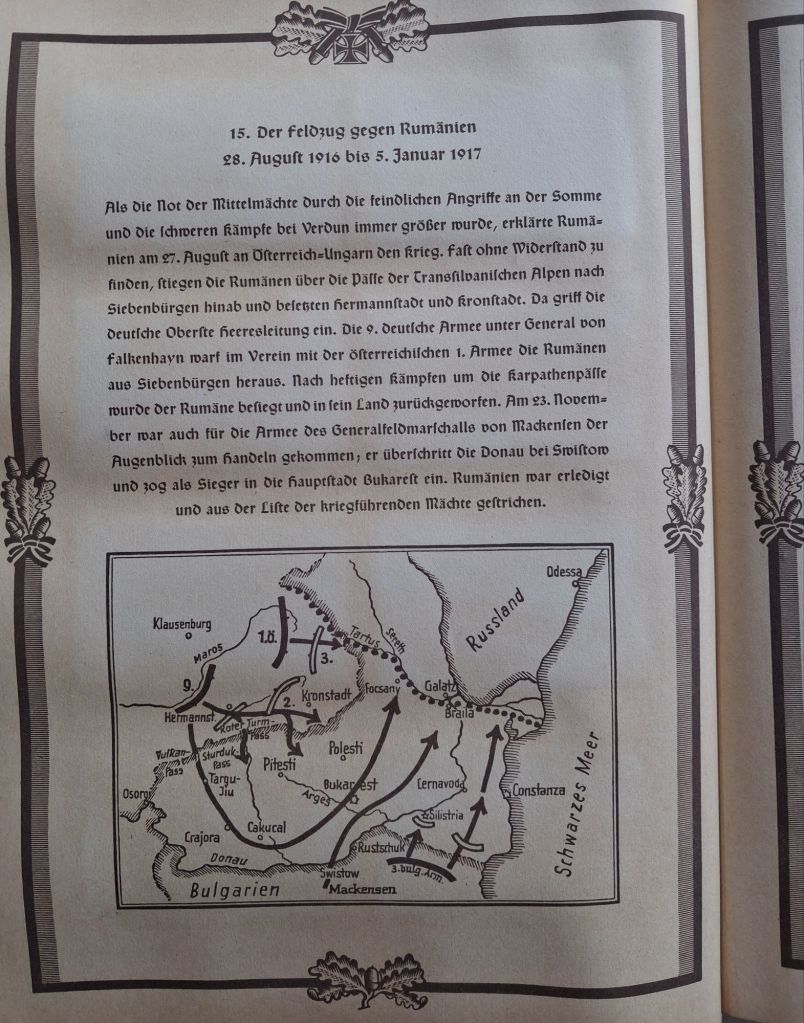 15. Der Feldzug gegen Rumänien
28. August 1916 bis 5. Januar 1917
Als die Not der Mittelmächte durch die feindlichen Angriffe an der Somme
und die schweren Kämpfe bei Verdun immer größer wurde, erklärte Rumä-
nien am 27. August an Österreich-Ungarn den Krieg. Fast ohne Widerstand zu
finden, stiegen die Rumänen über die Pässe der Transsilvanischen Alpen nach
Siebenbürgen hinab und besetzten Hermannstadt und Kronstadt. Da griff die
deutsche Oberste Heeresleitung ein. Die 9. deutsche Armee unter General von
Falkenhayn warf im Verein mit der österreichischen 1. Armee die Rumänen
aus Siebenbürgen heraus. Nach heftigen Kämpfen um die Karpathenpässe
wurde der Rumäne besiegt und in sein Land zurückgeworfen. Am 23. Novem-
ber war auch für die Armee des Generalfeldmarschalls von Mackensen der
Augenblick zum Handeln gekommen; er überschritt die Donau bei Swistow
und zog als Sieger in die Hauptstadt Bukarest ein. Rumänien war erledigt
und aus der Liste der kriegführenden Mächte gestrichen.
Odessa
Russland
Klausenburg
Maros
1.ö.
3.
Tartus
Sereth
9.
2.
Kronstadt
Focsany
Galatz
Braila
Hermannst.
Roter Turm-
Pass
Vulkan-
Pass
Sturduk
Pass
Polesti
Pitesti
Targu-
Jiu
Bukarest
Cernavoda
Constanza
Schwarzes Meer
Osoro
Arges
Silistria
Crajora
Cakucal
Rustschuk
Donau
3.bulg.Arm.
Swistow
Bulgarien
Mackensen